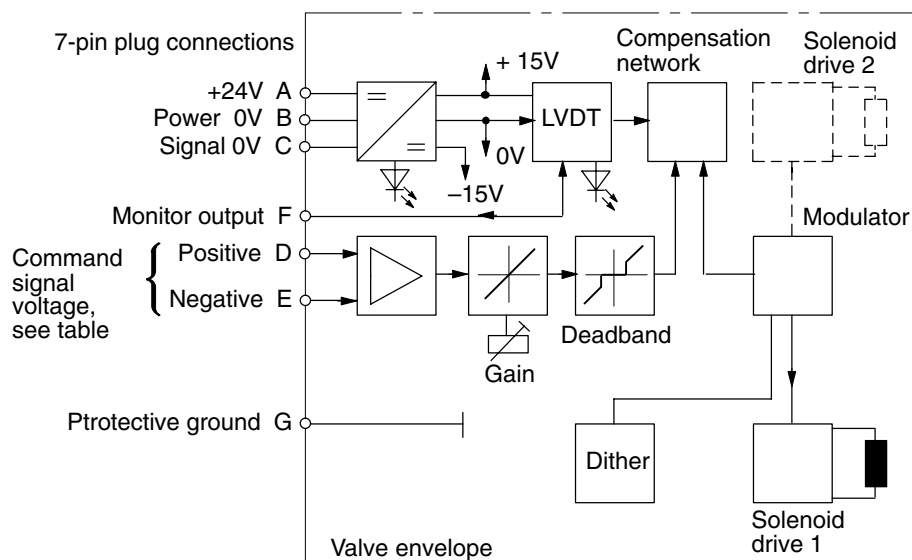 7-pin plug connections
+24V A
Power 0V B
Signal 0V C
Monitor output F
Command
signal
voltage,
see table
Positive D
Negative E
Ptrotective ground G
+ 15V
0V
–15V
LVDT
Compensation
network
Solenoid
drive 2
Modulator
Gain
Deadband
Dither
Solenoid
drive 1
Valve envelope